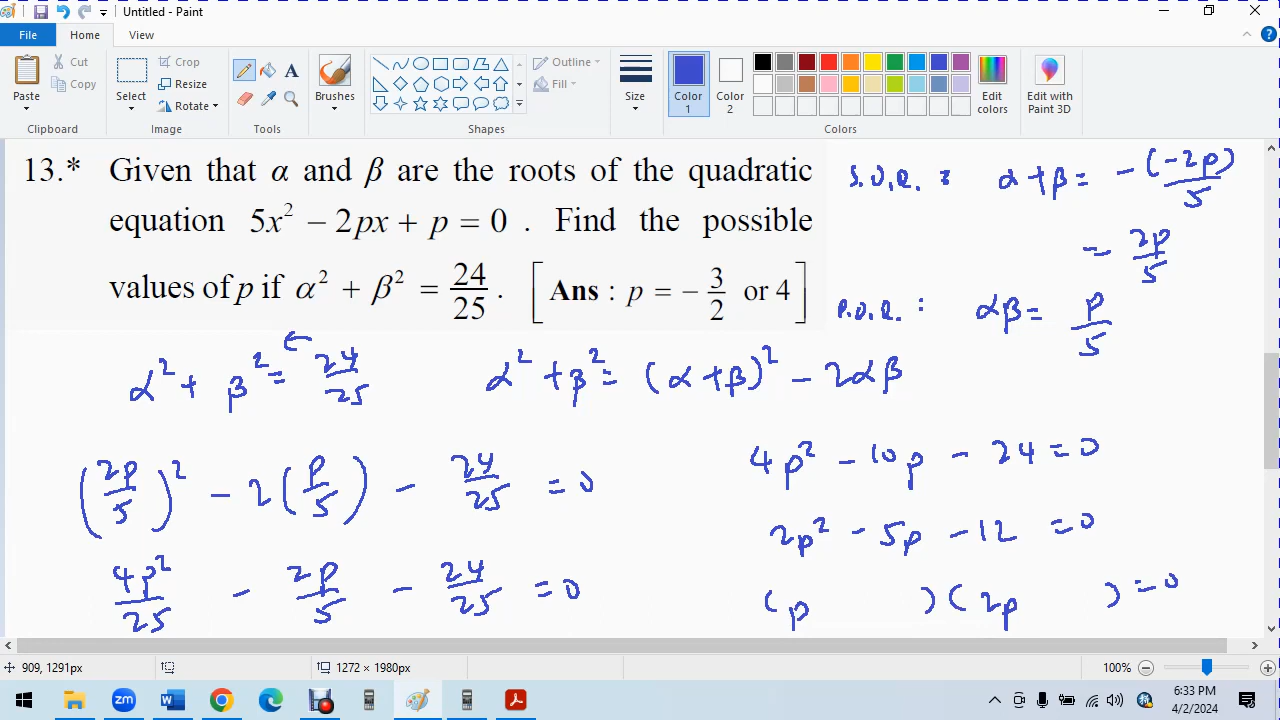 Untitled - Paint
File Home View
Paste Cut Copy Clipboard
Select Crop Resize Rotate Image
Tools
Brushes
Outline Fill Shapes
Size
Color 1 Color 2 Edit colors Colors
Edit with Paint 3D
13.* Given that α and β are the roots of the quadratic
equation 5x² − 2px + p = 0 . Find the possible
values of p if α² + β² = 24/25 . [Ans : p = − 3/2 or 4]
S.O.R. : α + β = −(−2p)/5
= 2p/5
P.O.R. : αβ = p/5
α² + β² = 24/25
α² + β² = (α + β)² − 2αβ
(2p/5)² − 2(p/5) − 24/25 = 0
4p²/25 − 2p/5 − 24/25 = 0
4p² − 10p − 24 = 0
2p² − 5p − 12 = 0
(p )(2p ) = 0
909, 1291px 1272 × 1980px 100%
6:33 PM
4/2/2024